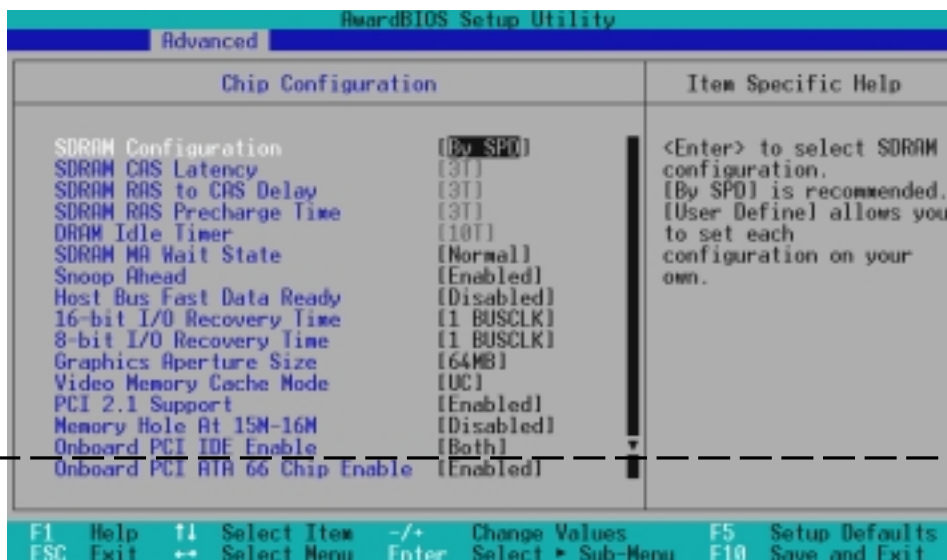 AwardBIOS Setup Utility
Advanced
Chip Configuration
Item Specific Help
SDRAM Configuration [By SPD]
SDRAM CAS Latency [3T]
SDRAM RAS to CAS Delay [3T]
SDRAM RAS Precharge Time [3T]
DRAM Idle Timer [10T]
SDRAM MA Wait State [Normal]
Snoop Ahead [Enabled]
Host Bus Fast Data Ready [Disabled]
16-bit I/O Recovery Time [1 BUSCLK]
8-bit I/O Recovery Time [1 BUSCLK]
Graphics Aperture Size [64MB]
Video Memory Cache Mode [UC]
PCI 2.1 Support [Enabled]
Memory Hole At 15M-16M [Disabled]
Onboard PCI IDE Enable [Both]
Onboard PCI ATA 66 Chip Enable [Enabled]
<Enter> to select SDRAM
configuration.
[By SPD] is recommended.
[User Define] allows you
to set each
configuration on your
own.
F1 Help ↑↓ Select Item -/+ Change Values F5 Setup Defaults
ESC Exit ↔ Select Menu Enter Select ▶ Sub-Menu F10 Save and Exit